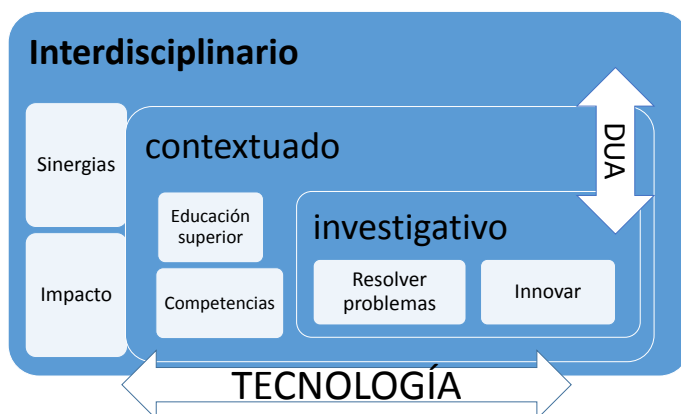 Interdisciplinario
Sinergias
Impacto
contextuado
Educación
superior
Competencias
investigativo
Resolver
problemas
Innovar
DUA
TECNOLOGÍA